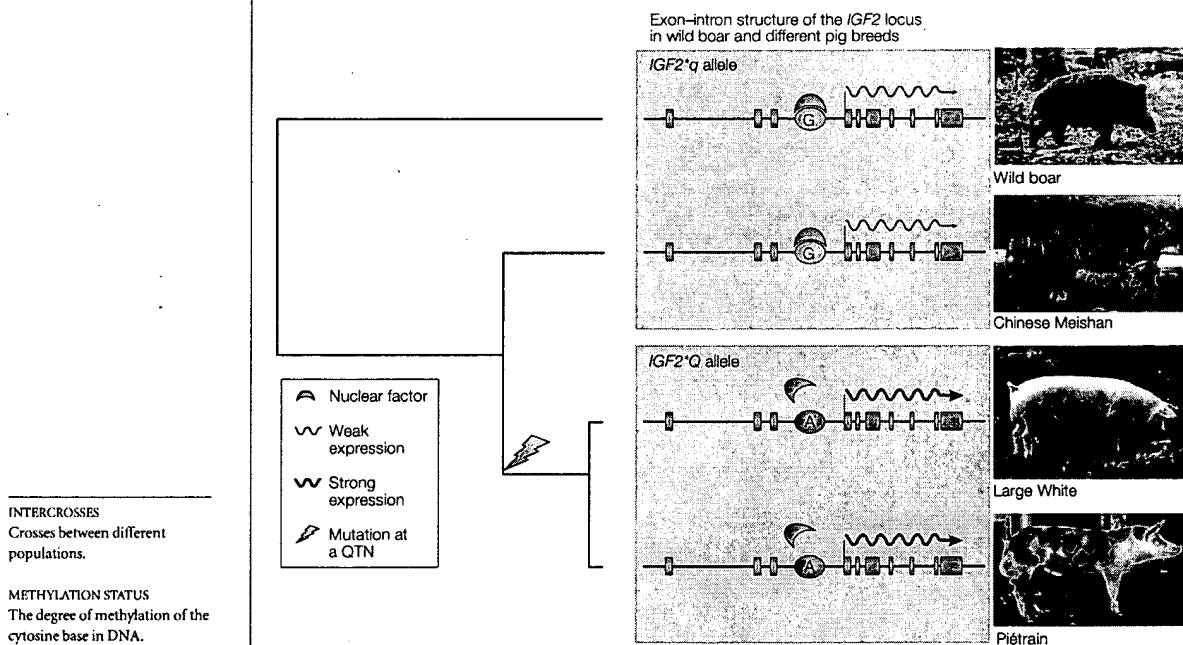 Exon–intron structure of the IGF2 locus
in wild boar and different pig breeds
IGF2*q allele
G
Wild boar
G
Chinese Meishan
IGF2*Q allele
A
Large White
A
Piétrain
Nuclear factor
Weak
expression
Strong
expression
Mutation at
a QTN
INTERCROSSES
Crosses between different
populations.
METHYLATION STATUS
The degree of methylation of the
cytosine base in DNA.